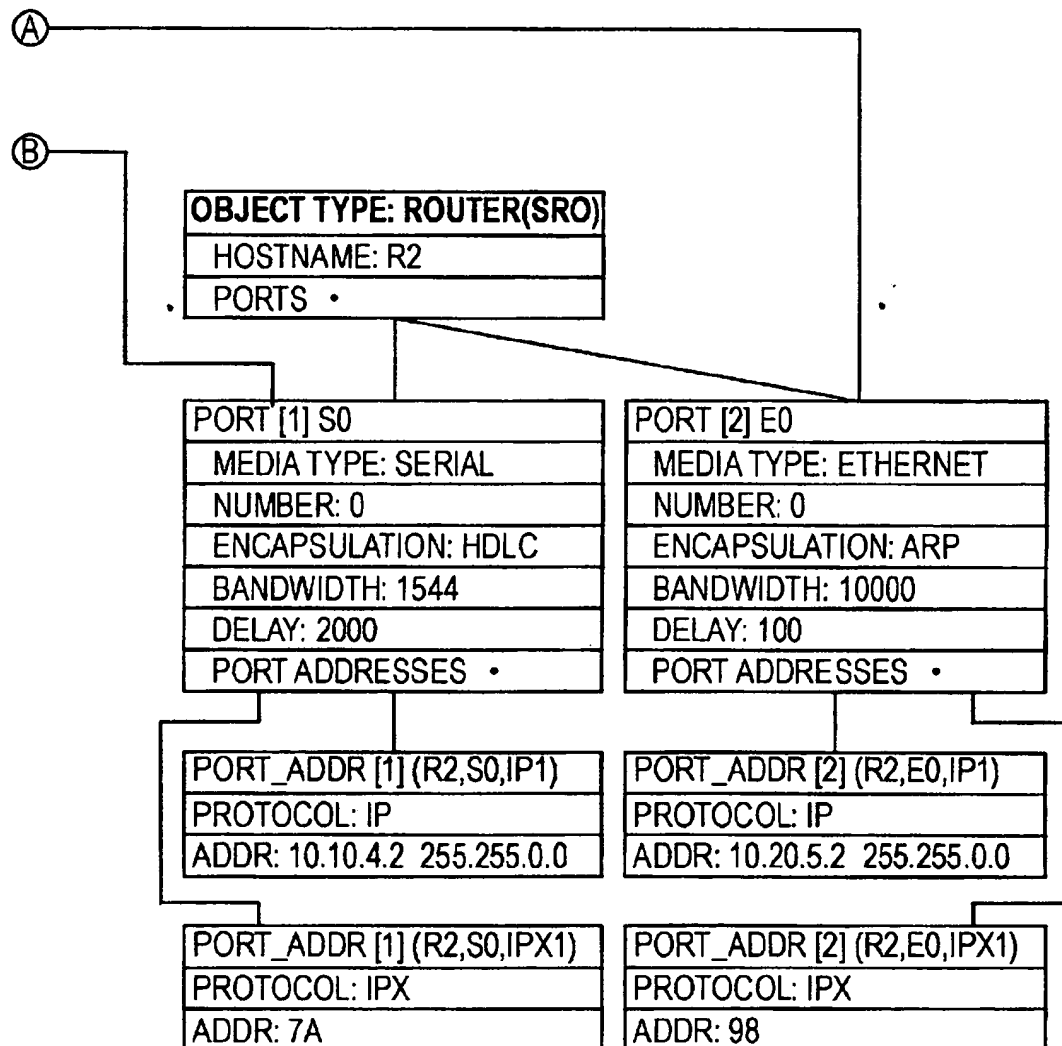 A
B
OBJECT TYPE: ROUTER(SRO)
HOSTNAME: R2
PORTS •
PORT [1] S0
MEDIA TYPE: SERIAL
NUMBER: 0
ENCAPSULATION: HDLC
BANDWIDTH: 1544
DELAY: 2000
PORT ADDRESSES •
PORT [2] E0
MEDIA TYPE: ETHERNET
NUMBER: 0
ENCAPSULATION: ARP
BANDWIDTH: 10000
DELAY: 100
PORT ADDRESSES •
PORT_ADDR [1] (R2,S0,IP1)
PROTOCOL: IP
ADDR: 10.10.4.2 255.255.0.0
PORT_ADDR [2] (R2,E0,IP1)
PROTOCOL: IP
ADDR: 10.20.5.2 255.255.0.0
PORT_ADDR [1] (R2,S0,IPX1)
PROTOCOL: IPX
ADDR: 7A
PORT_ADDR [2] (R2,E0,IPX1)
PROTOCOL: IPX
ADDR: 98